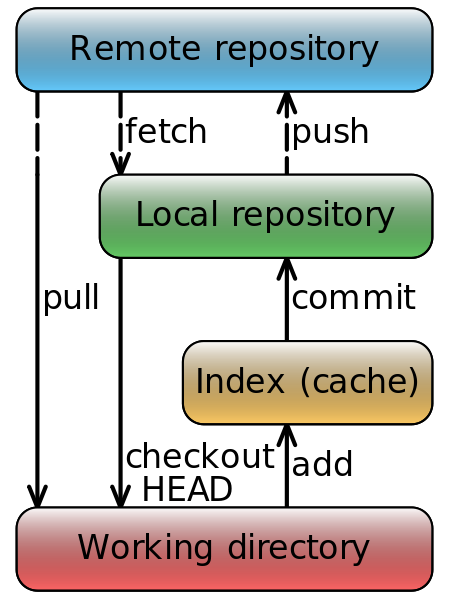 Remote repository
fetch
push
Local repository
pull
commit
Index (cache)
checkout
HEAD
add
Working directory